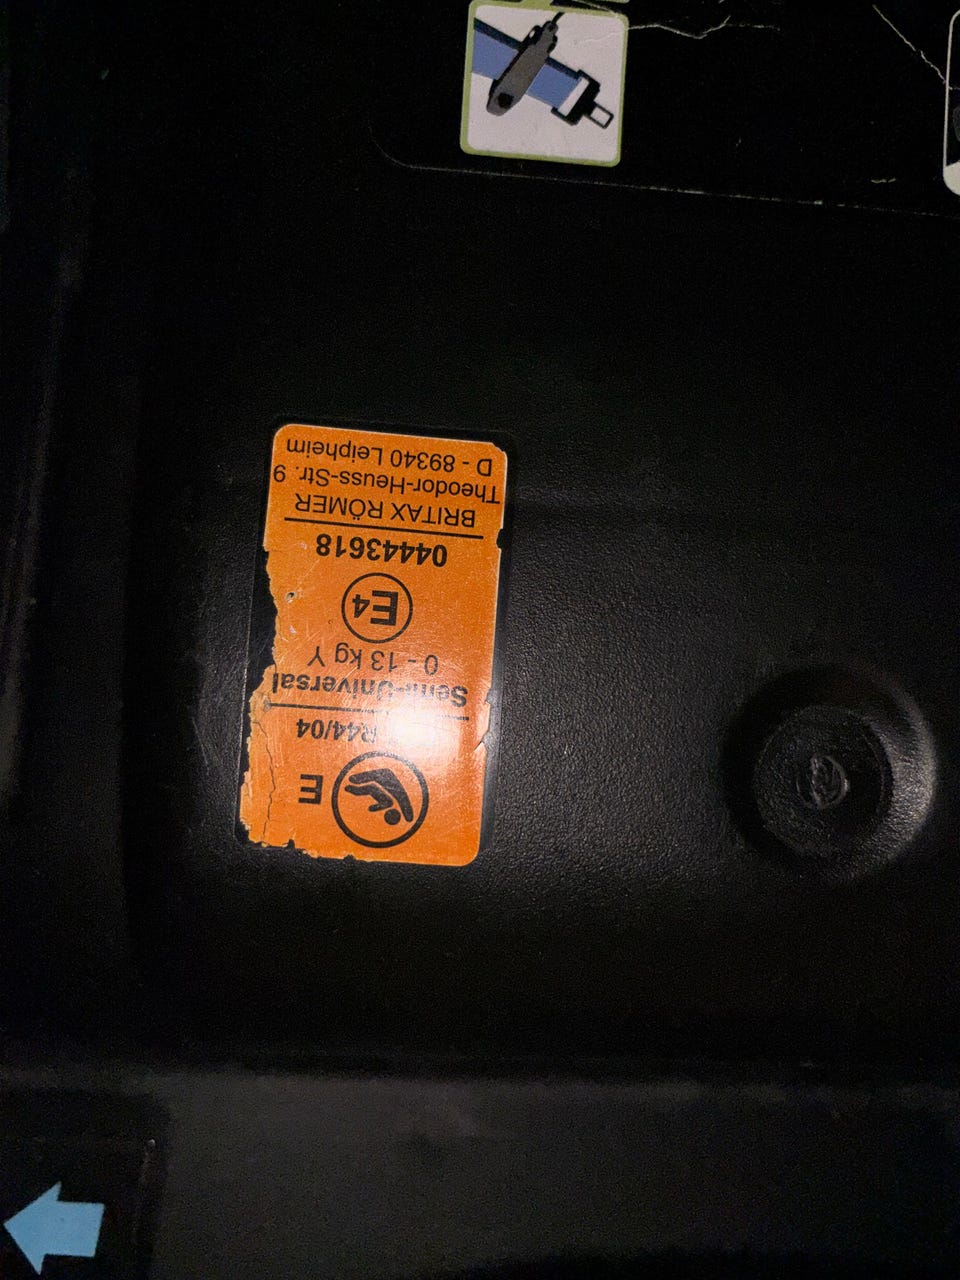 E
R44/04
Semi-Universal
0 - 13 kg Y
E4
04443618
BRITAX RÖMER
Theodor-Heuss-Str. 9
D - 89340 Leipheim